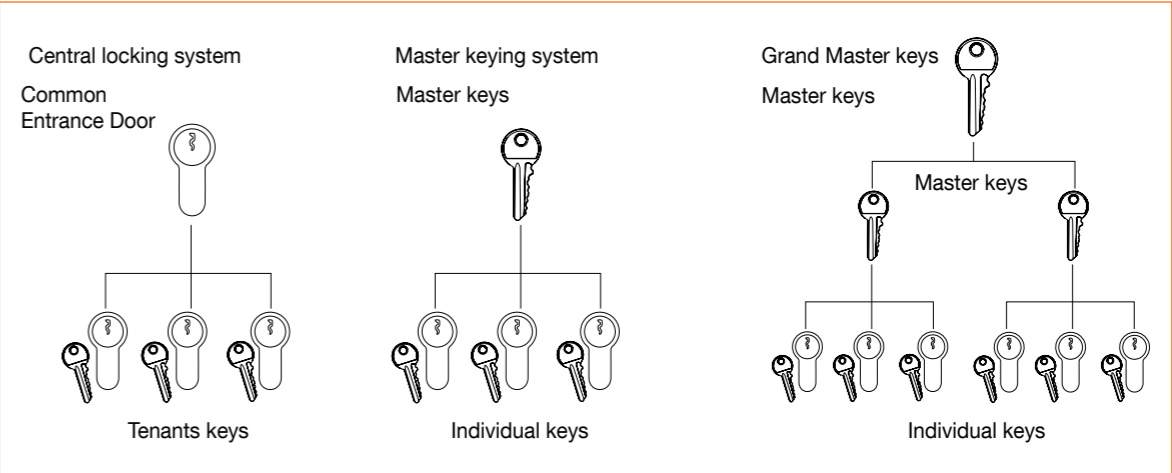 Central locking system
Common
Entrance Door
Tenants keys
Master keying system
Master keys
Individual keys
Grand Master keys
Master keys
Master keys
Individual keys